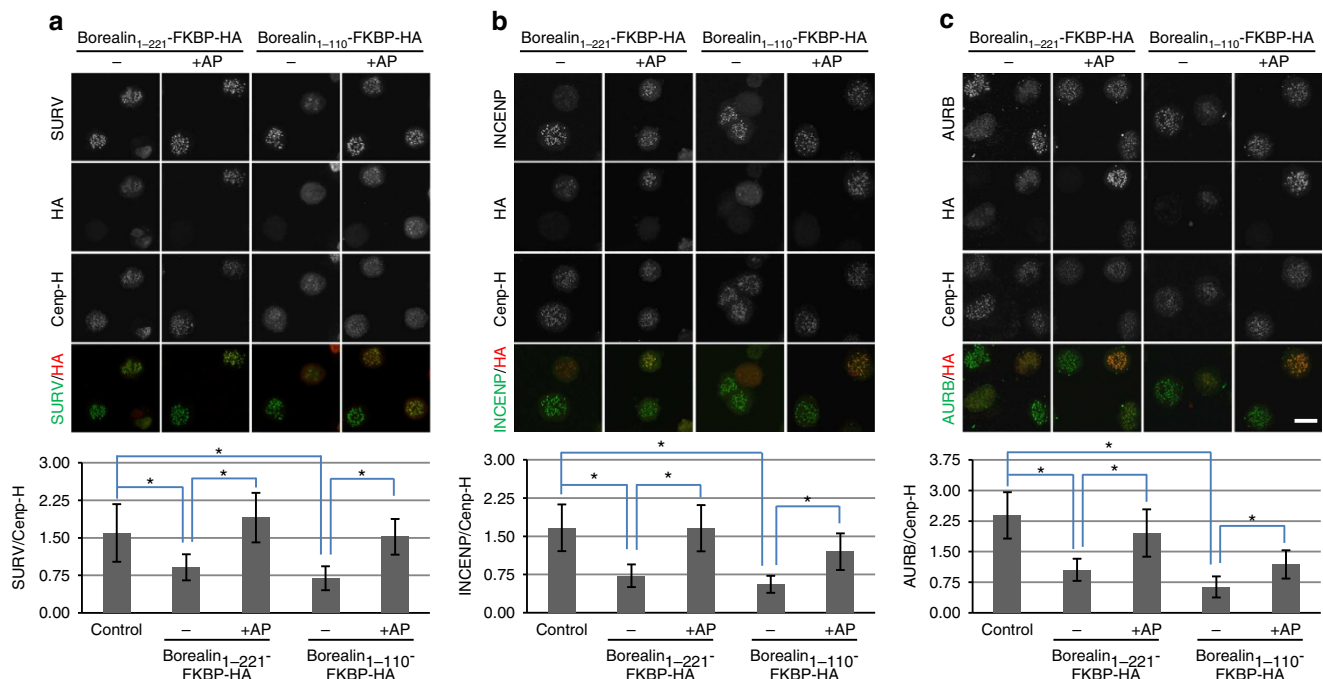 a
Borealin1–221-FKBP-HA Borealin1–110-FKBP-HA
– +AP – +AP
SURV
HA
Cenp-H
SURV/HA
SURV/Cenp-H
3.00
2.25
1.50
0.75
0.00
* * * *
Control – +AP – +AP
Borealin1–221- Borealin1–110-
FKBP-HA FKBP-HA
b
Borealin1–221-FKBP-HA Borealin1–110-FKBP-HA
– +AP – +AP
INCENP
HA
Cenp-H
INCENP/HA
INCENP/Cenp-H
3.00
2.25
1.50
0.75
0.00
* * * *
Control – +AP – +AP
Borealin1–221- Borealin1–110-
FKBP-HA FKBP-HA
c
Borealin1–221-FKBP-HA Borealin1–110-FKBP-HA
– +AP – +AP
AURB
HA
Cenp-H
AURB/HA
AURB/Cenp-H
3.75
3.00
2.25
1.50
0.75
0.00
* * * *
Control – +AP – +AP
Borealin1–221- Borealin1–110-
FKBP-HA FKBP-HA